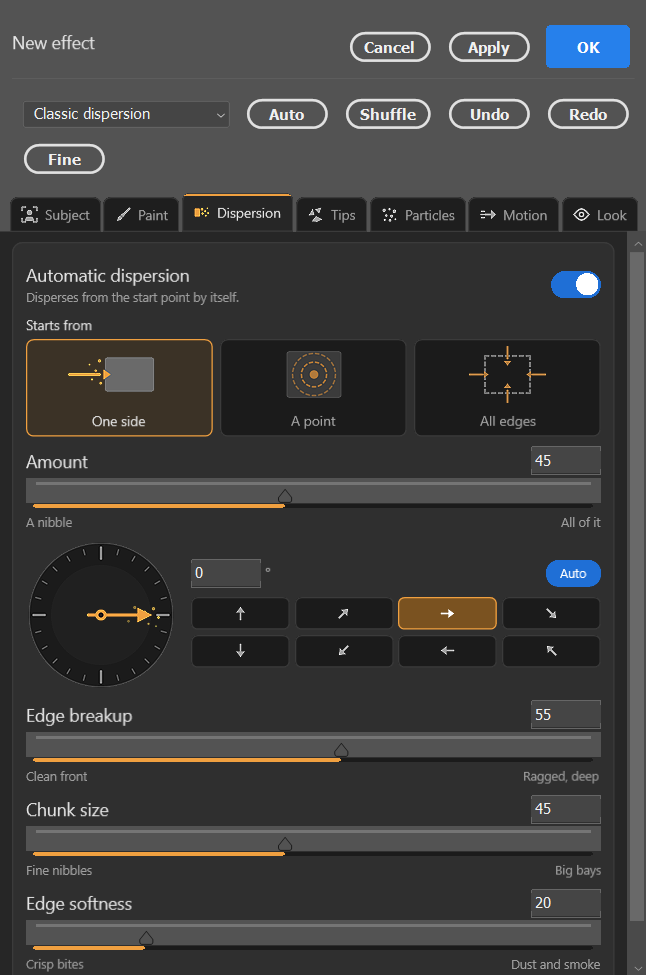 New effect
Cancel
Apply
OK
Classic dispersion
Auto
Shuffle
Undo
Redo
Fine
Subject
Paint
Dispersion
Tips
Particles
Motion
Look
Automatic dispersion
Disperses from the start point by itself.
Starts from
One side
A point
All edges
Amount
45
A nibble
All of it
0 °
Auto
Edge breakup
55
Clean front
Ragged, deep
Chunk size
45
Fine nibbles
Big bays
Edge softness
20
Crisp bites
Dust and smoke